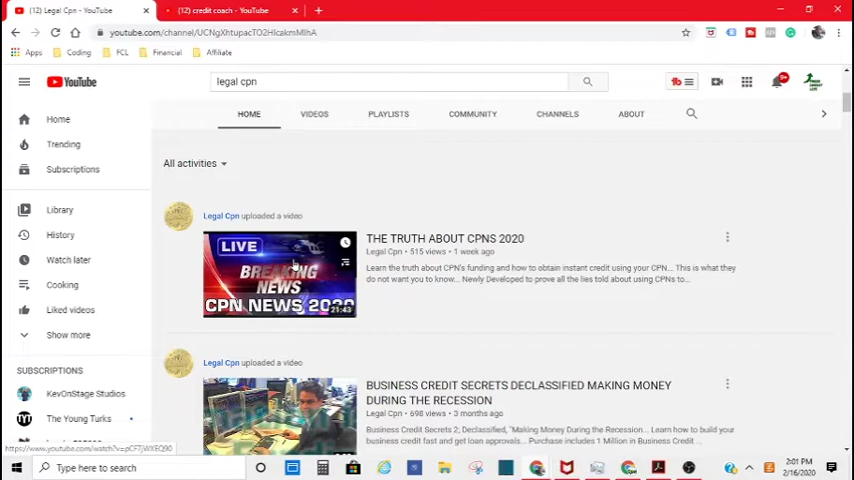 (12) Legal Cpn - YouTube
(12) credit coach - YouTube
youtube.com/channel/UCNgXhtupacTO2HIcakmMlhA
Apps Coding FCL Financial Affiliate
YouTube
legal cpn
9+
HOME VIDEOS PLAYLISTS COMMUNITY CHANNELS ABOUT
Home
Trending
Subscriptions
Library
History
Watch later
Cooking
Liked videos
Show more
SUBSCRIPTIONS
KevOnStage Studios
The Young Turks
All activities
Legal Cpn uploaded a video
LIVE
BREAKING
NEWS
CPN NEWS 2020
21:43
THE TRUTH ABOUT CPNS 2020
Legal Cpn • 515 views • 1 week ago
Learn the truth about CPN's funding and how to obtain instant credit using your CPN... This is what they
do not want you to know... Newly Developed to prove all the lies told about using CPNs to
Legal Cpn uploaded a video
BUSINESS CREDIT SECRETS DECLASSIFIED MAKING MONEY
DURING THE RECESSION
Legal Cpn • 698 views • 3 months ago
Business Credit Secrets 2; Declassified, "Making Money During the Recession... Learn how to build your
business credit fast and get loan approvals... Purchase includes 1 Million in Business Credit ...
https://www.youtube.com/watch?v=pCF7jWXEQ90
Type here to search
2:01 PM
2/16/2020